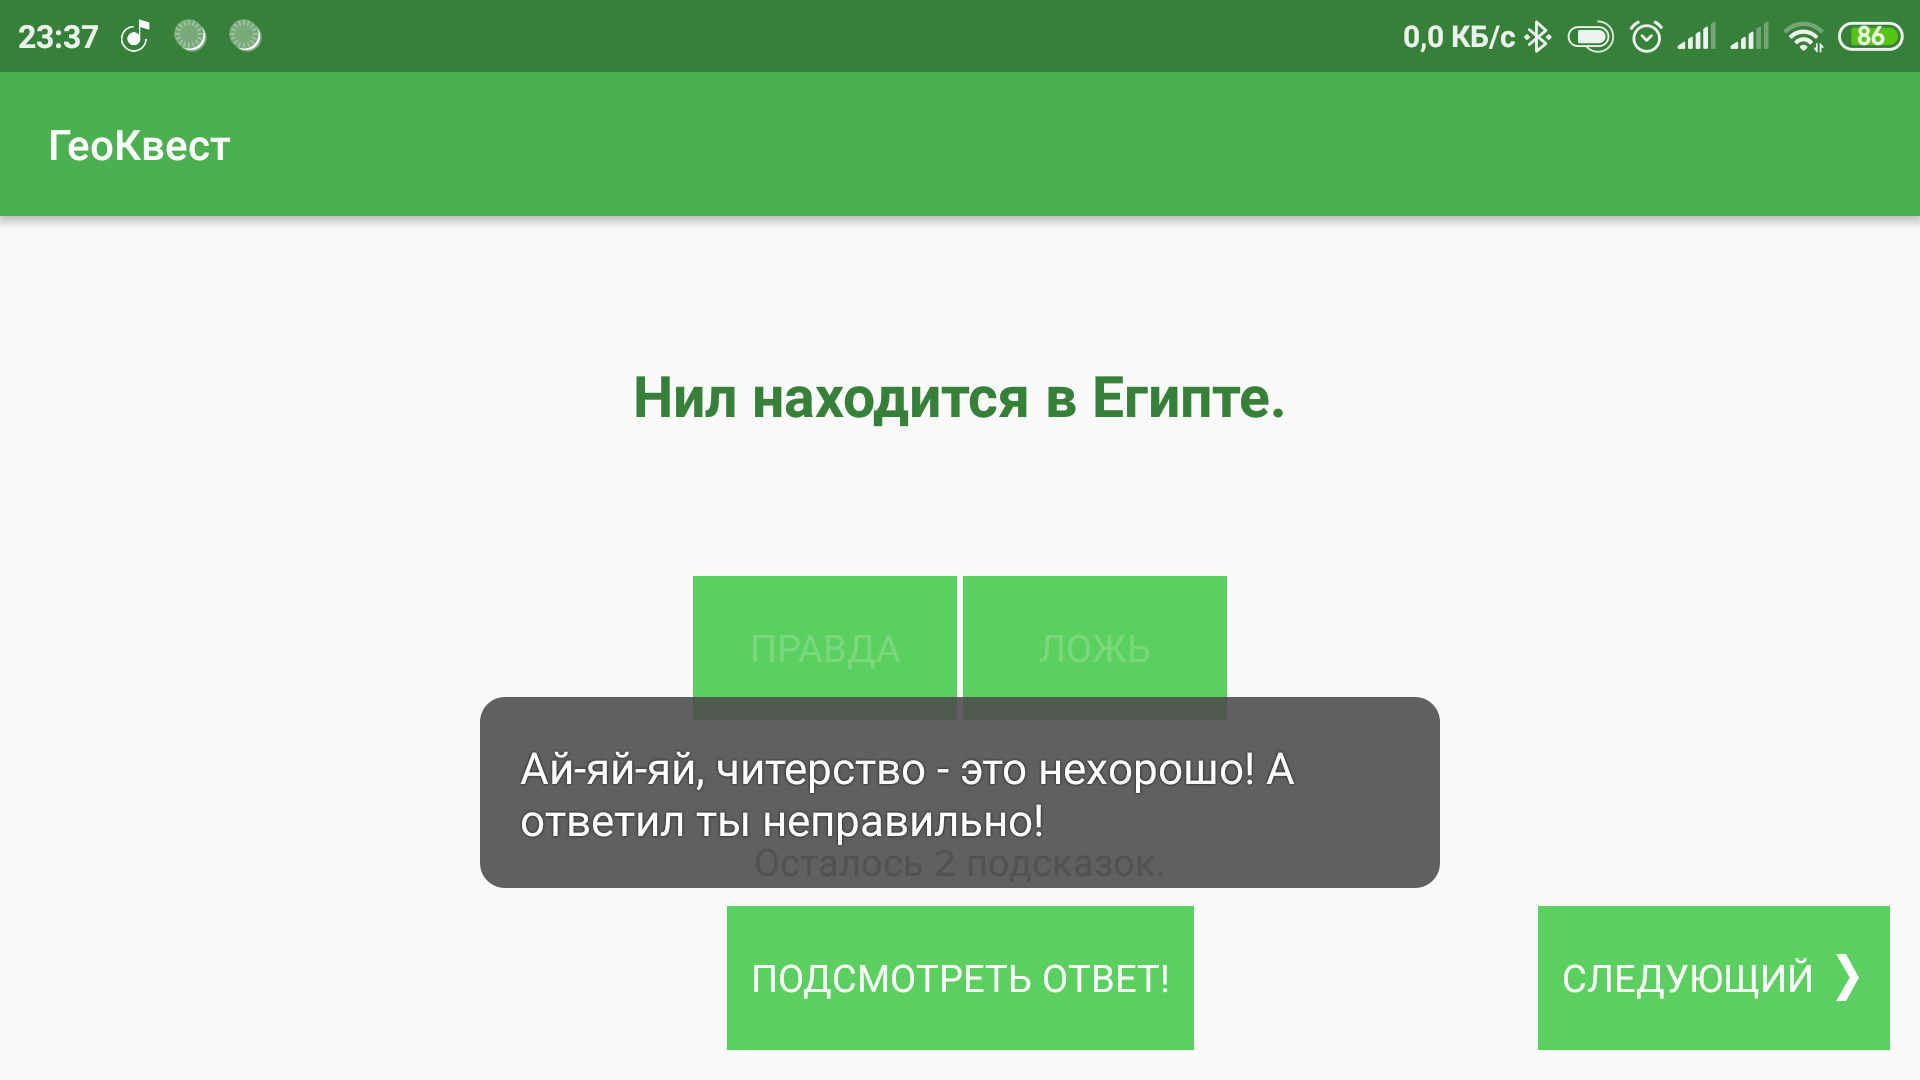 23:37
0,0 КБ/с
86
ГеоКвест
Нил находится в Египте.
ПРАВДА
ЛОЖЬ
Ай-яй-яй, читерство - это нехорошо! А
ответил ты неправильно!
Осталось 2 подсказок.
ПОДСМОТРЕТЬ ОТВЕТ!
СЛЕДУЮЩИЙ